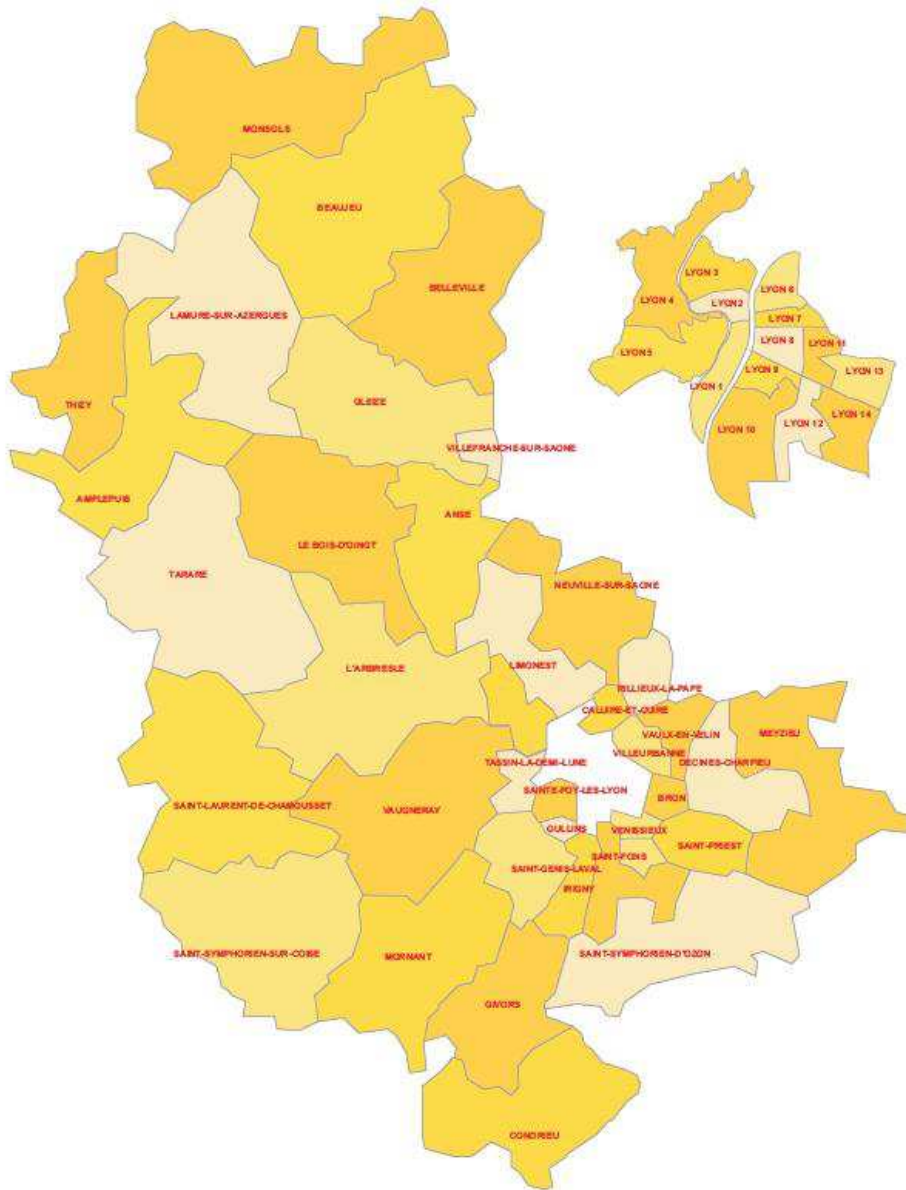 MONSOLS
BEAUJEU
BELLEVILLE
LAMURE-SUR-AZERGUES
THIZY
GLEIZE
VILLEFRANCHE-SUR-SAONE
AMPLEPUIS
ANSE
LE BOIS-D'OINGT
TARARE
NEUVILLE-SUR-SAONE
LIMONEST
L'ARBRESLE
RILLIEUX-LA-PAPE
CALUIRE-ET-CUIRE
VAULX-EN-VELIN
MEYZIEU
VILLEURBANNE
DECINES-CHARPIEU
TASSIN-LA-DEMI-LUNE
SAINTE-FOY-LES-LYON
BRON
SAINT-LAURENT-DE-CHAMOUSSET
VAUGNERAY
OULLINS
VENISSIEUX
SAINT-PRIEST
SAINT-FONS
SAINT-GENIS-LAVAL
IRIGNY
SAINT-SYMPHORIEN-SUR-COISE
MORNANT
SAINT-SYMPHORIEN-D'OZON
GIVORS
CONDRIEU
LYON 3
LYON 6
LYON 4
LYON 2
LYON 7
LYON 8
LYON 11
LYON 5
LYON 9
LYON 13
LYON 1
LYON 14
LYON 10
LYON 12